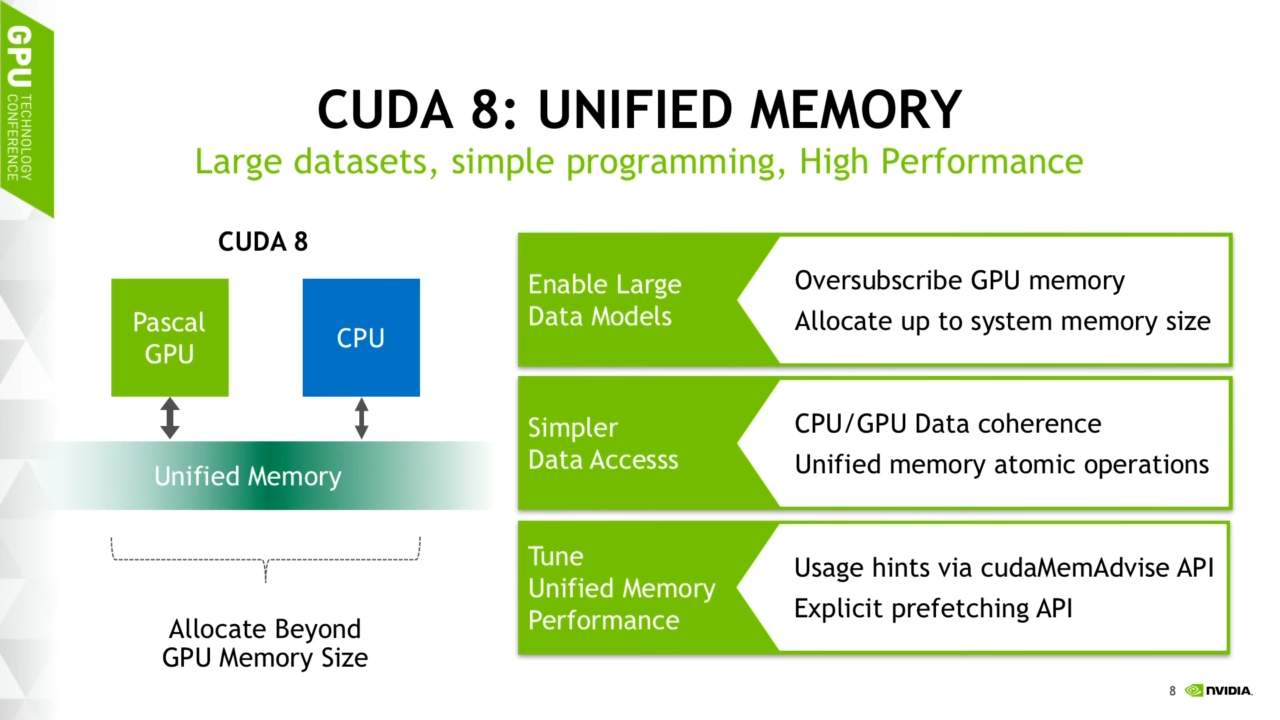 GPU
TECHNOLOGY
CONFERENCE
CUDA 8: UNIFIED MEMORY
Large datasets, simple programming, High Performance
CUDA 8
Pascal
GPU
CPU
Unified Memory
Allocate Beyond
GPU Memory Size
Enable Large
Data Models
Oversubscribe GPU memory
Allocate up to system memory size
Simpler
Data Accesss
CPU/GPU Data coherence
Unified memory atomic operations
Tune
Unified Memory
Performance
Usage hints via cudaMemAdvise API
Explicit prefetching API
8
NVIDIA.